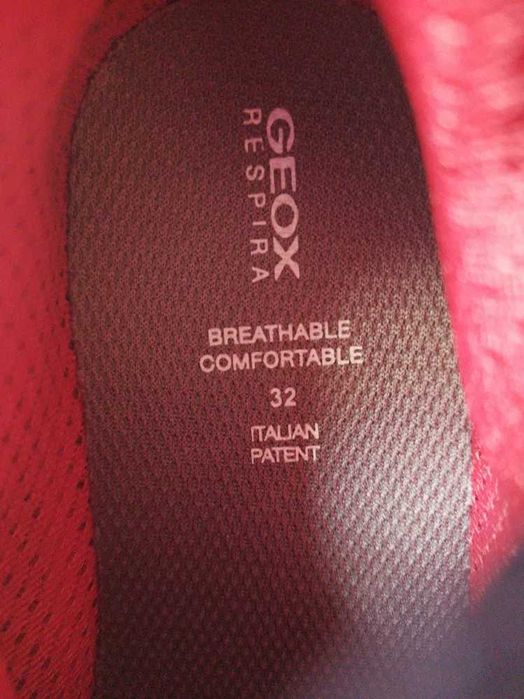 GEOX
RESPIRA
BREATHABLE
COMFORTABLE
32
ITALIAN
PATENT